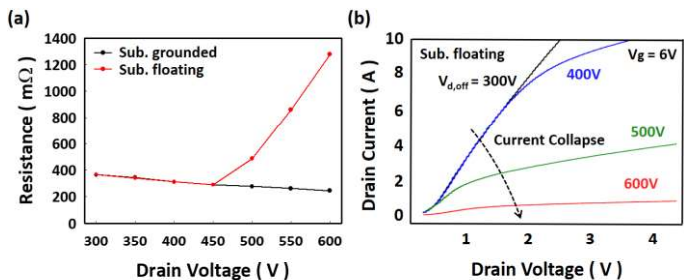 (a)
1400
1200
1000
800
600
400
200
0
Resistance ( mΩ )
Sub. grounded
Sub. floating
300 350 400 450 500 550 600
Drain Voltage ( V )
(b)
10
8
6
4
2
0
Drain Current ( A )
Sub. floating
Vg = 6V
V_{d,off} = 300V
400V
Current Collapse
500V
600V
1 2 3 4
Drain Voltage ( V )